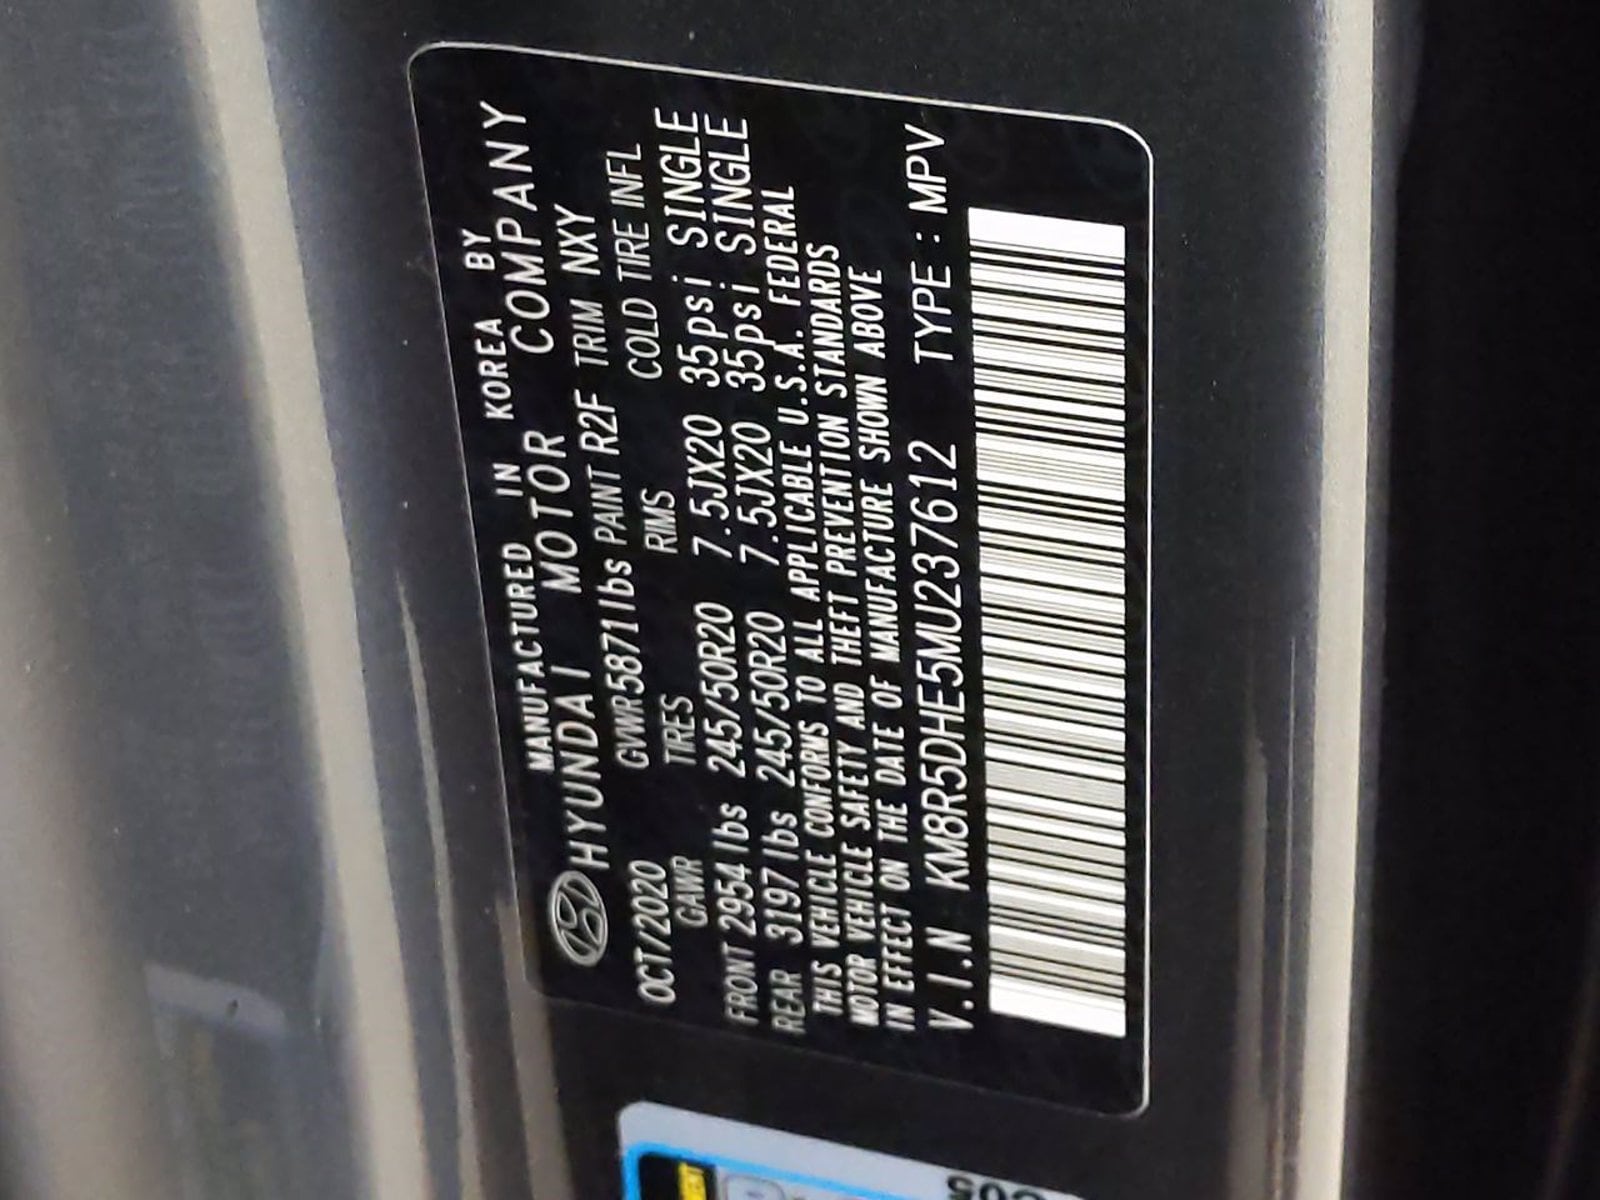 MANUFACTURED IN KOREA BY
HYUNDAI MOTOR COMPANY
OCT/2020 GVWR 5871 lbs PAINT R2F TRIM NXY
GAWR TIRES RIMS COLD TIRE INFL
FRONT 2954 lbs 245/50R20 7.5JX20 35psi SINGLE
REAR 3197 lbs 245/50R20 7.5JX20 35psi SINGLE
THIS VEHICLE CONFORMS TO ALL APPLICABLE U.S.A. FEDERAL
MOTOR VEHICLE SAFETY AND THEFT PREVENTION STANDARDS
IN EFFECT ON THE DATE OF MANUFACTURE SHOWN ABOVE
V.I.N KM8R5DHE5MU237612 TYPE : MPV